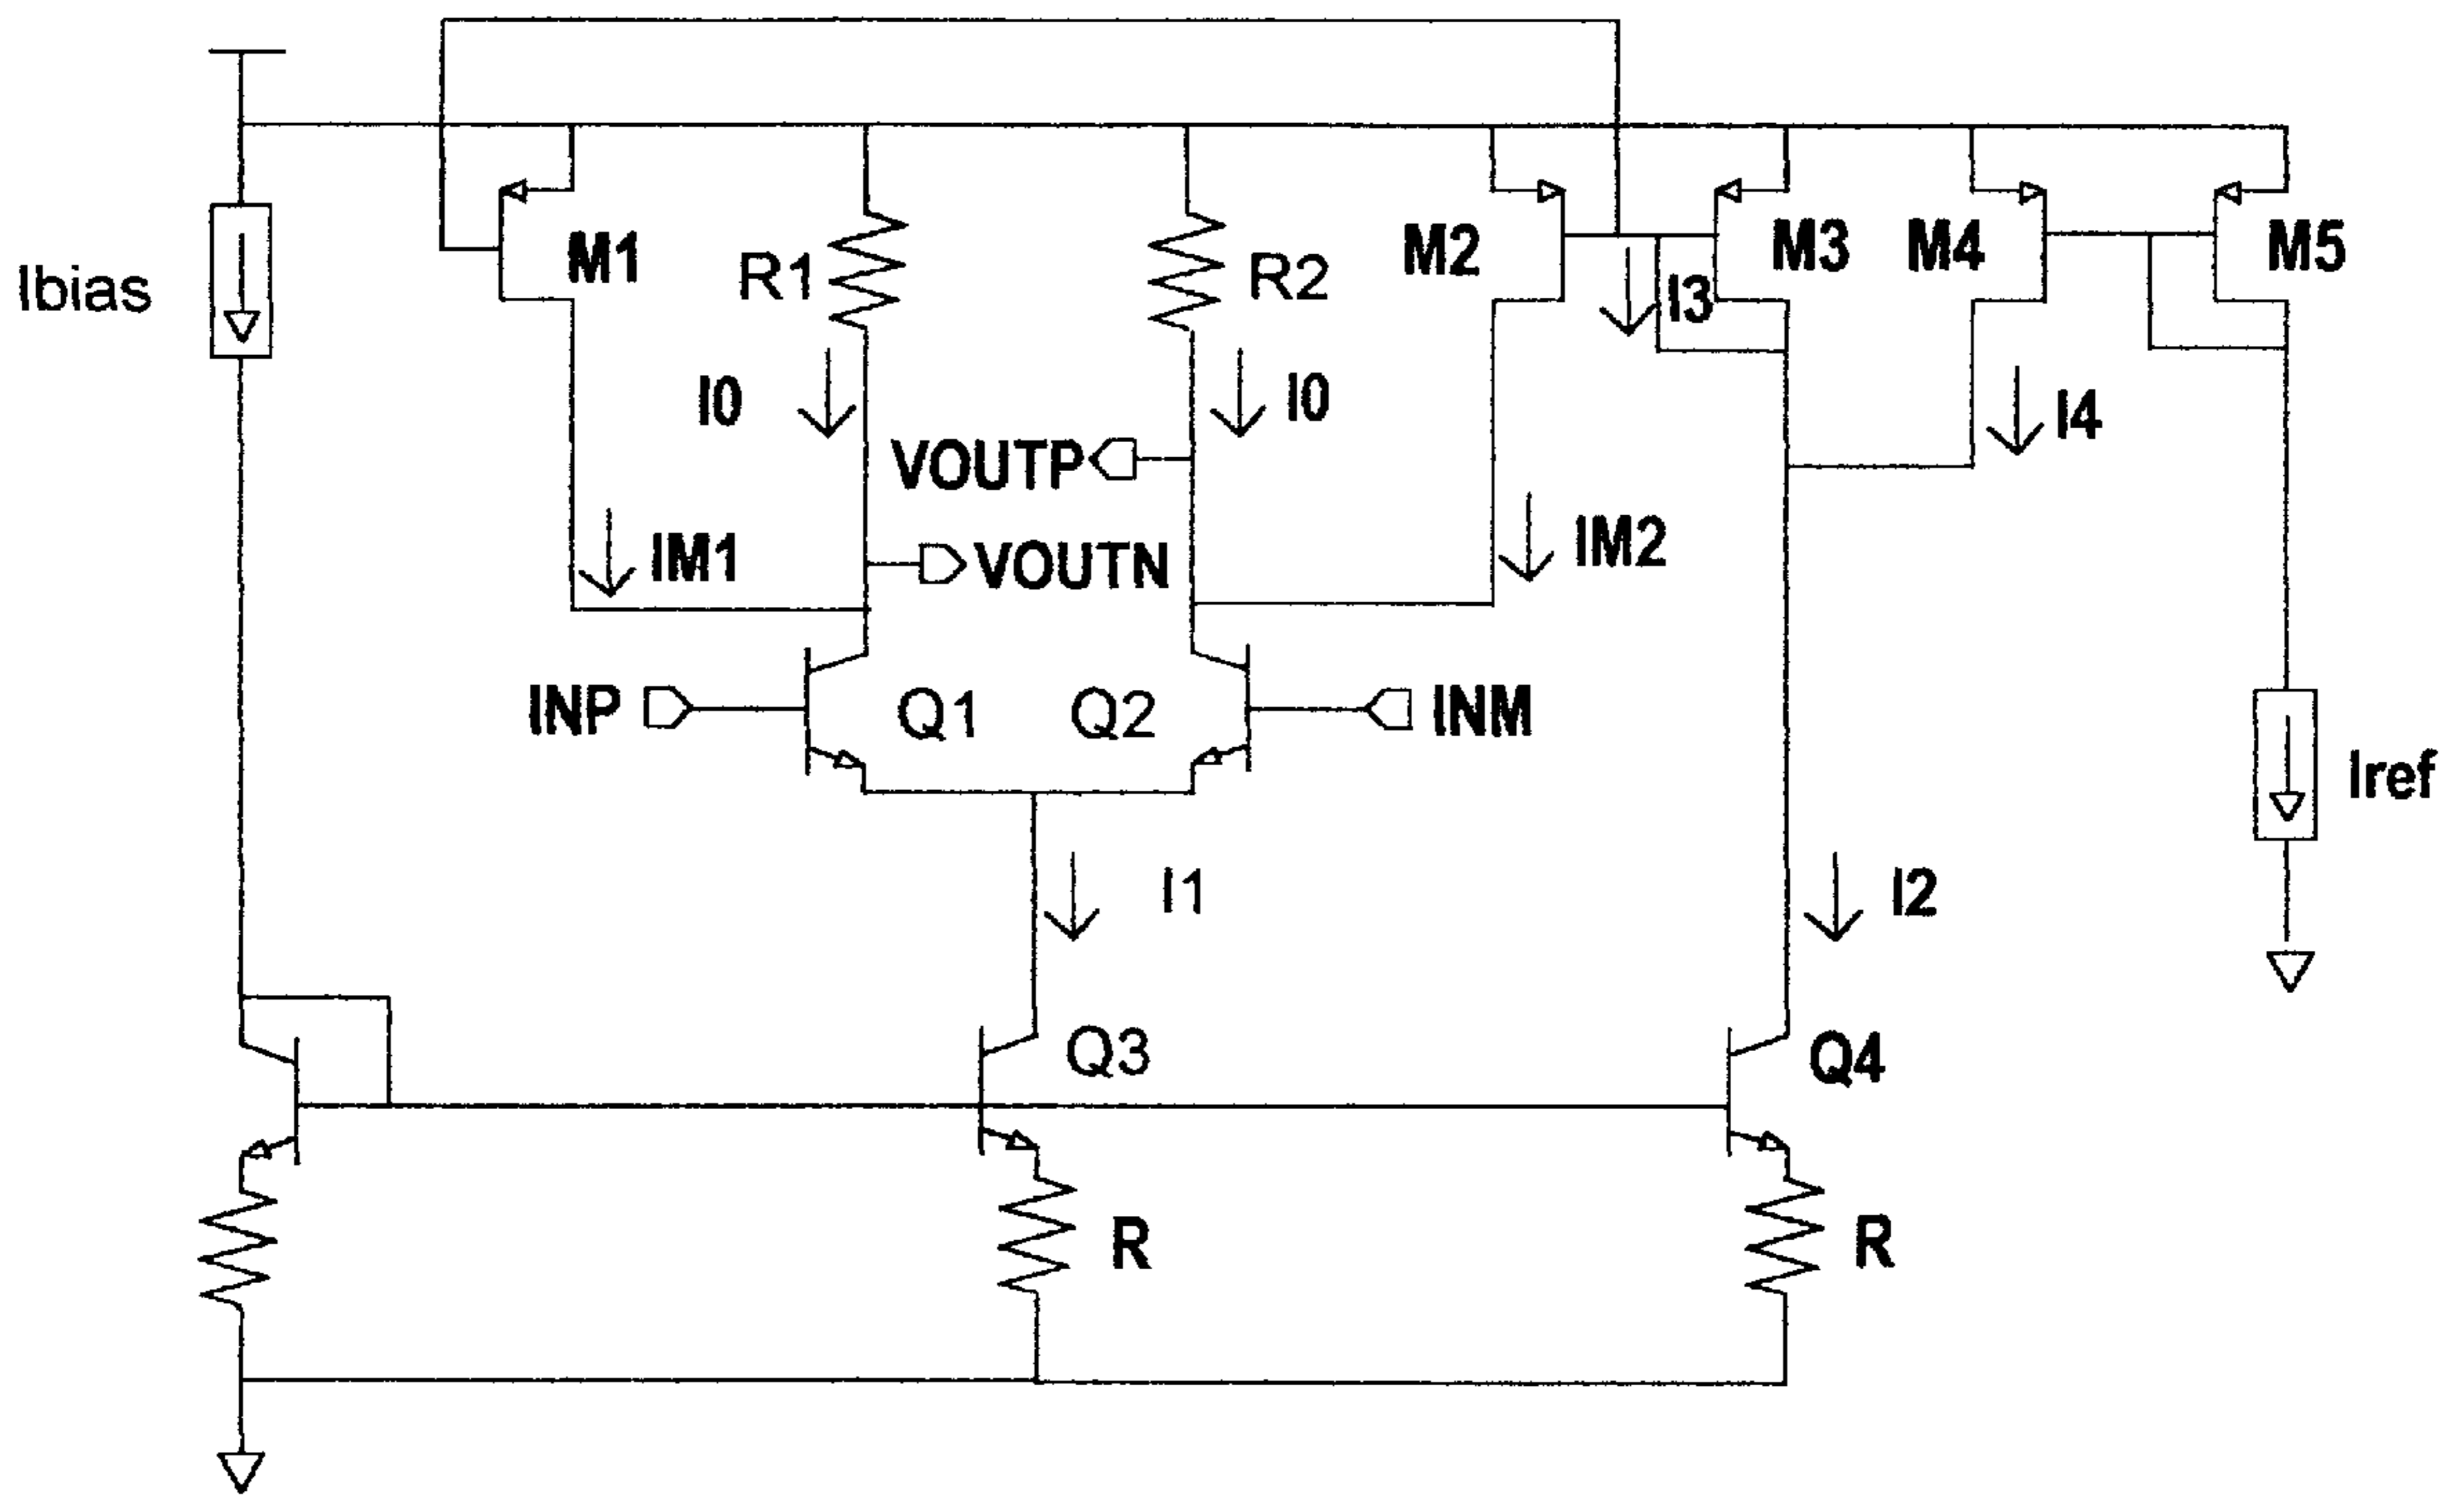 M1
R1
R2
M2
M3
M4
M5
Ibias
I3
I0
I0
I4
VOUTP
IM1
VOUTN
IM2
INP
Q1
Q2
INM
Iref
I1
I2
Q3
Q4
R
R